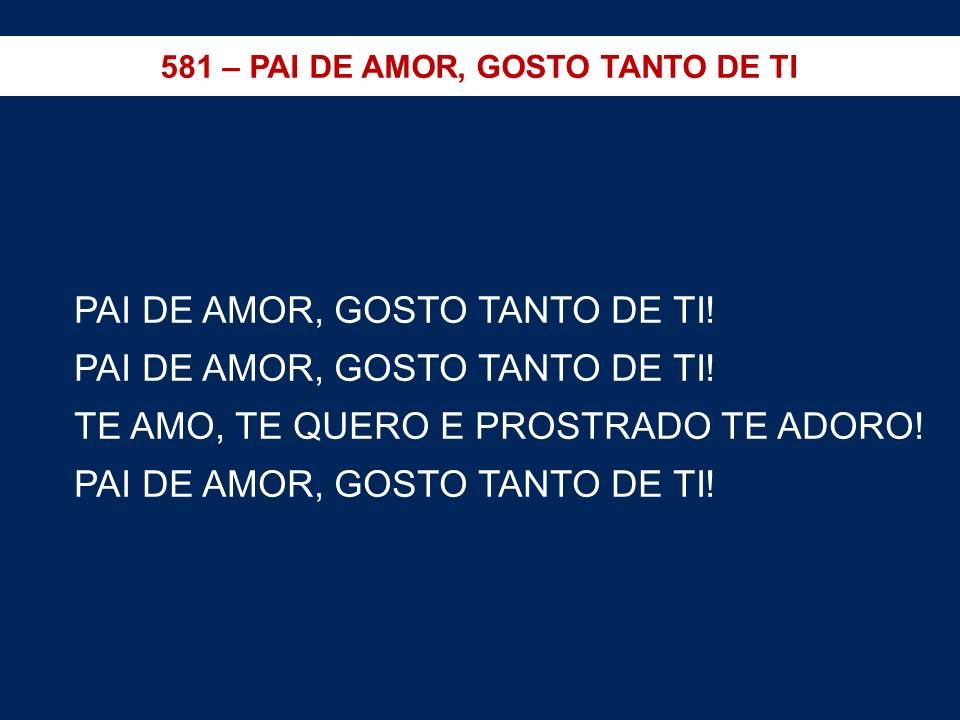 581 – PAI DE AMOR, GOSTO TANTO DE TI
PAI DE AMOR, GOSTO TANTO DE TI!
PAI DE AMOR, GOSTO TANTO DE TI!
TE AMO, TE QUERO E PROSTRADO TE ADORO!
PAI DE AMOR, GOSTO TANTO DE TI!